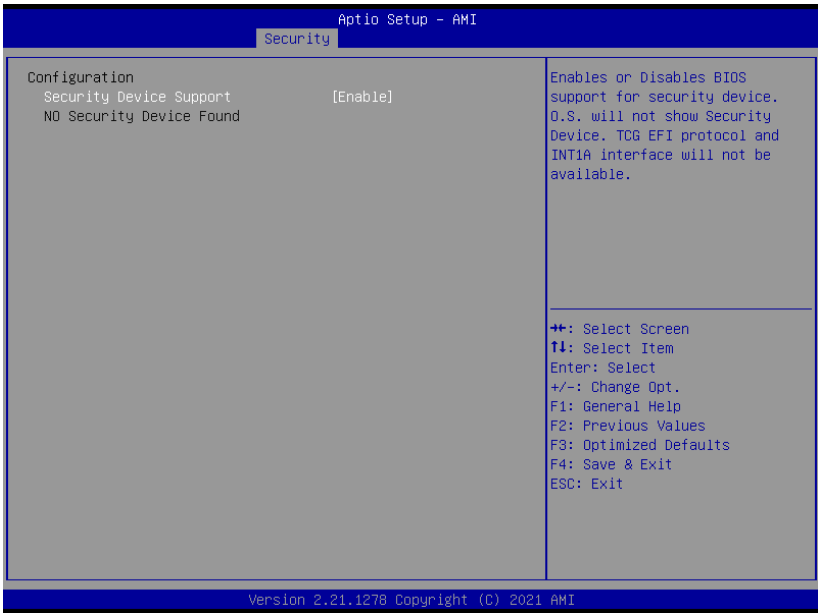 Aptio Setup – AMI
Security
Configuration
Security Device Support [Enable]
NO Security Device Found
Enables or Disables BIOS
support for security device.
O.S. will not show Security
Device. TCG EFI protocol and
INT1A interface will not be
available.
→←: Select Screen
↑↓: Select Item
Enter: Select
+/-: Change Opt.
F1: General Help
F2: Previous Values
F3: Optimized Defaults
F4: Save & Exit
ESC: Exit
Version 2.21.1278 Copyright (C) 2021 AMI